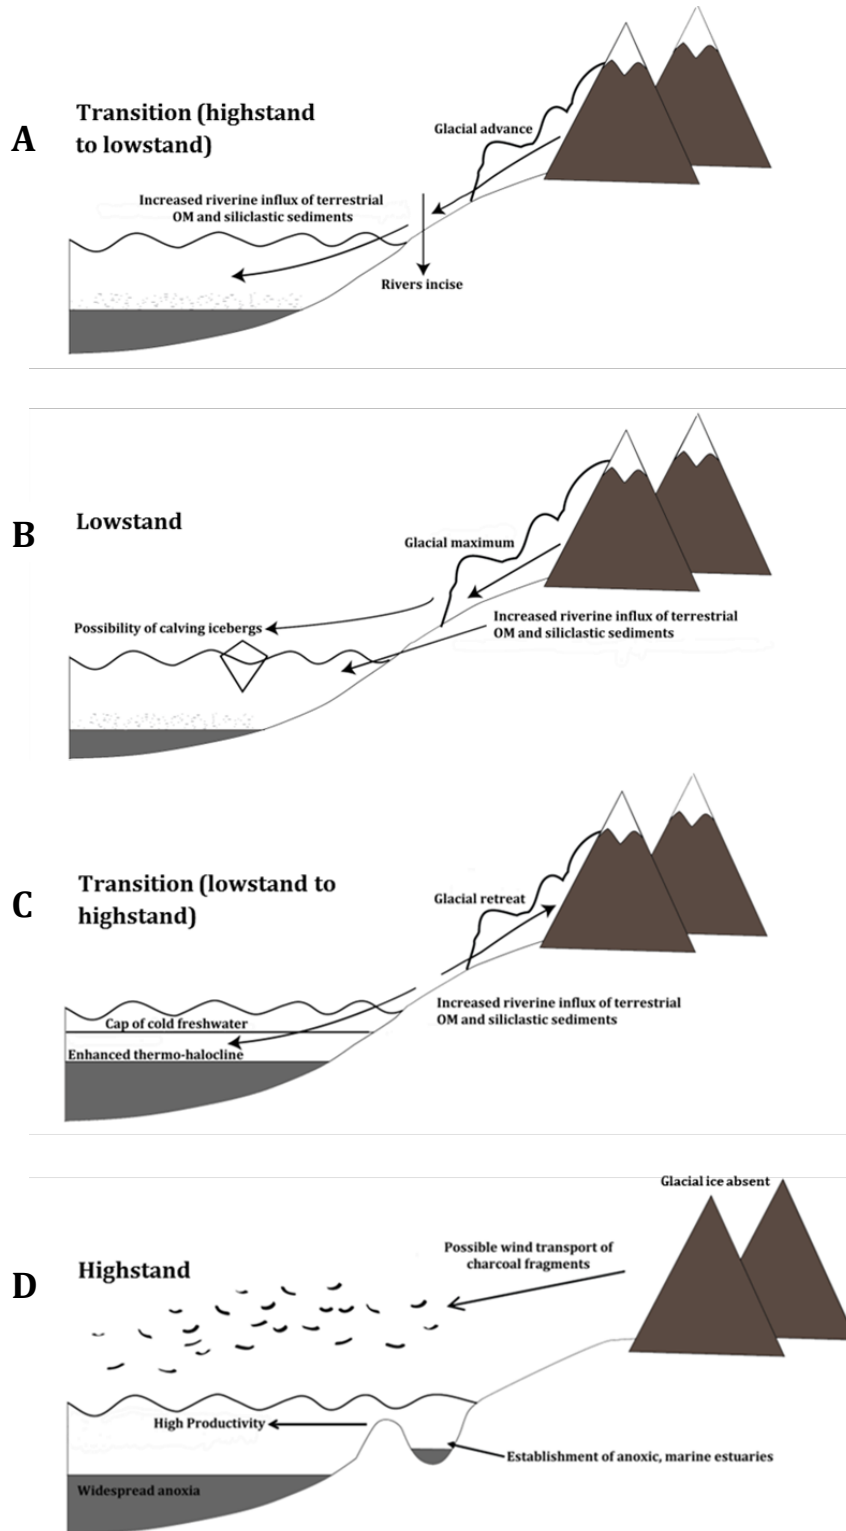 A
Transition (highstand
to lowstand)
Glacial advance
Increased riverine influx of terrestrial
OM and siliclastic sediments
Rivers incise
B
Lowstand
Glacial maximum
Possibility of calving icebergs
Increased riverine influx of terrestrial
OM and siliclastic sediments
C
Transition (lowstand to
highstand)
Glacial retreat
Increased riverine influx of terrestrial
OM and siliclastic sediments
Cap of cold freshwater
Enhanced thermo-halocline
Glacial ice absent
D
Highstand
Possible wind transport of
charcoal fragments
High Productivity
Establishment of anoxic, marine estuaries
Widespread anoxia